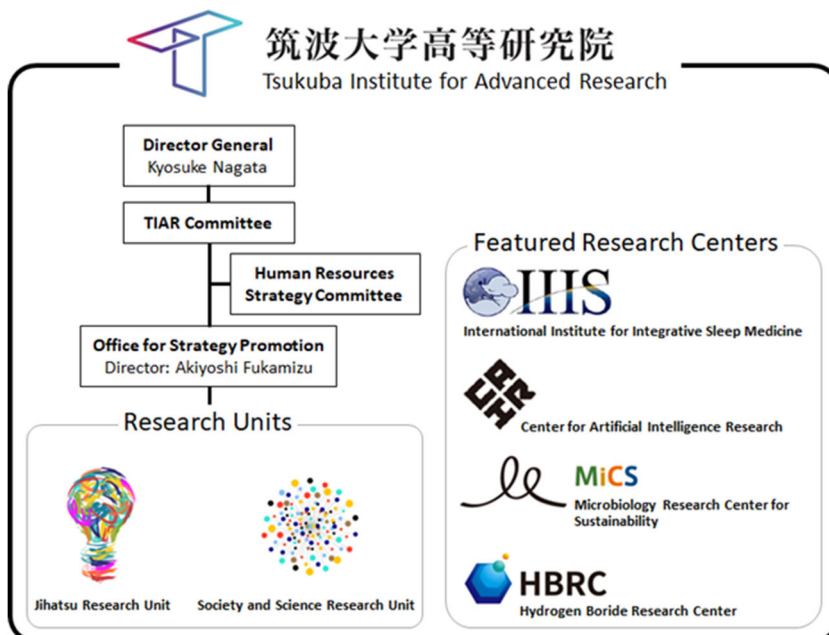 筑波大学高等研究院
Tsukuba Institute for Advanced Research
Director General
Kyosuke Nagata
TIAR Committee
Human Resources
Strategy Committee
Office for Strategy Promotion
Director: Akiyoshi Fukamizu
Research Units
Jihatsu Research Unit
Society and Science Research Unit
Featured Research Centers
IIIS
International Institute for Integrative Sleep Medicine
Center for Artificial Intelligence Research
MiCS
Microbiology Research Center for
Sustainability
HBRC
Hydrogen Boride Research Center